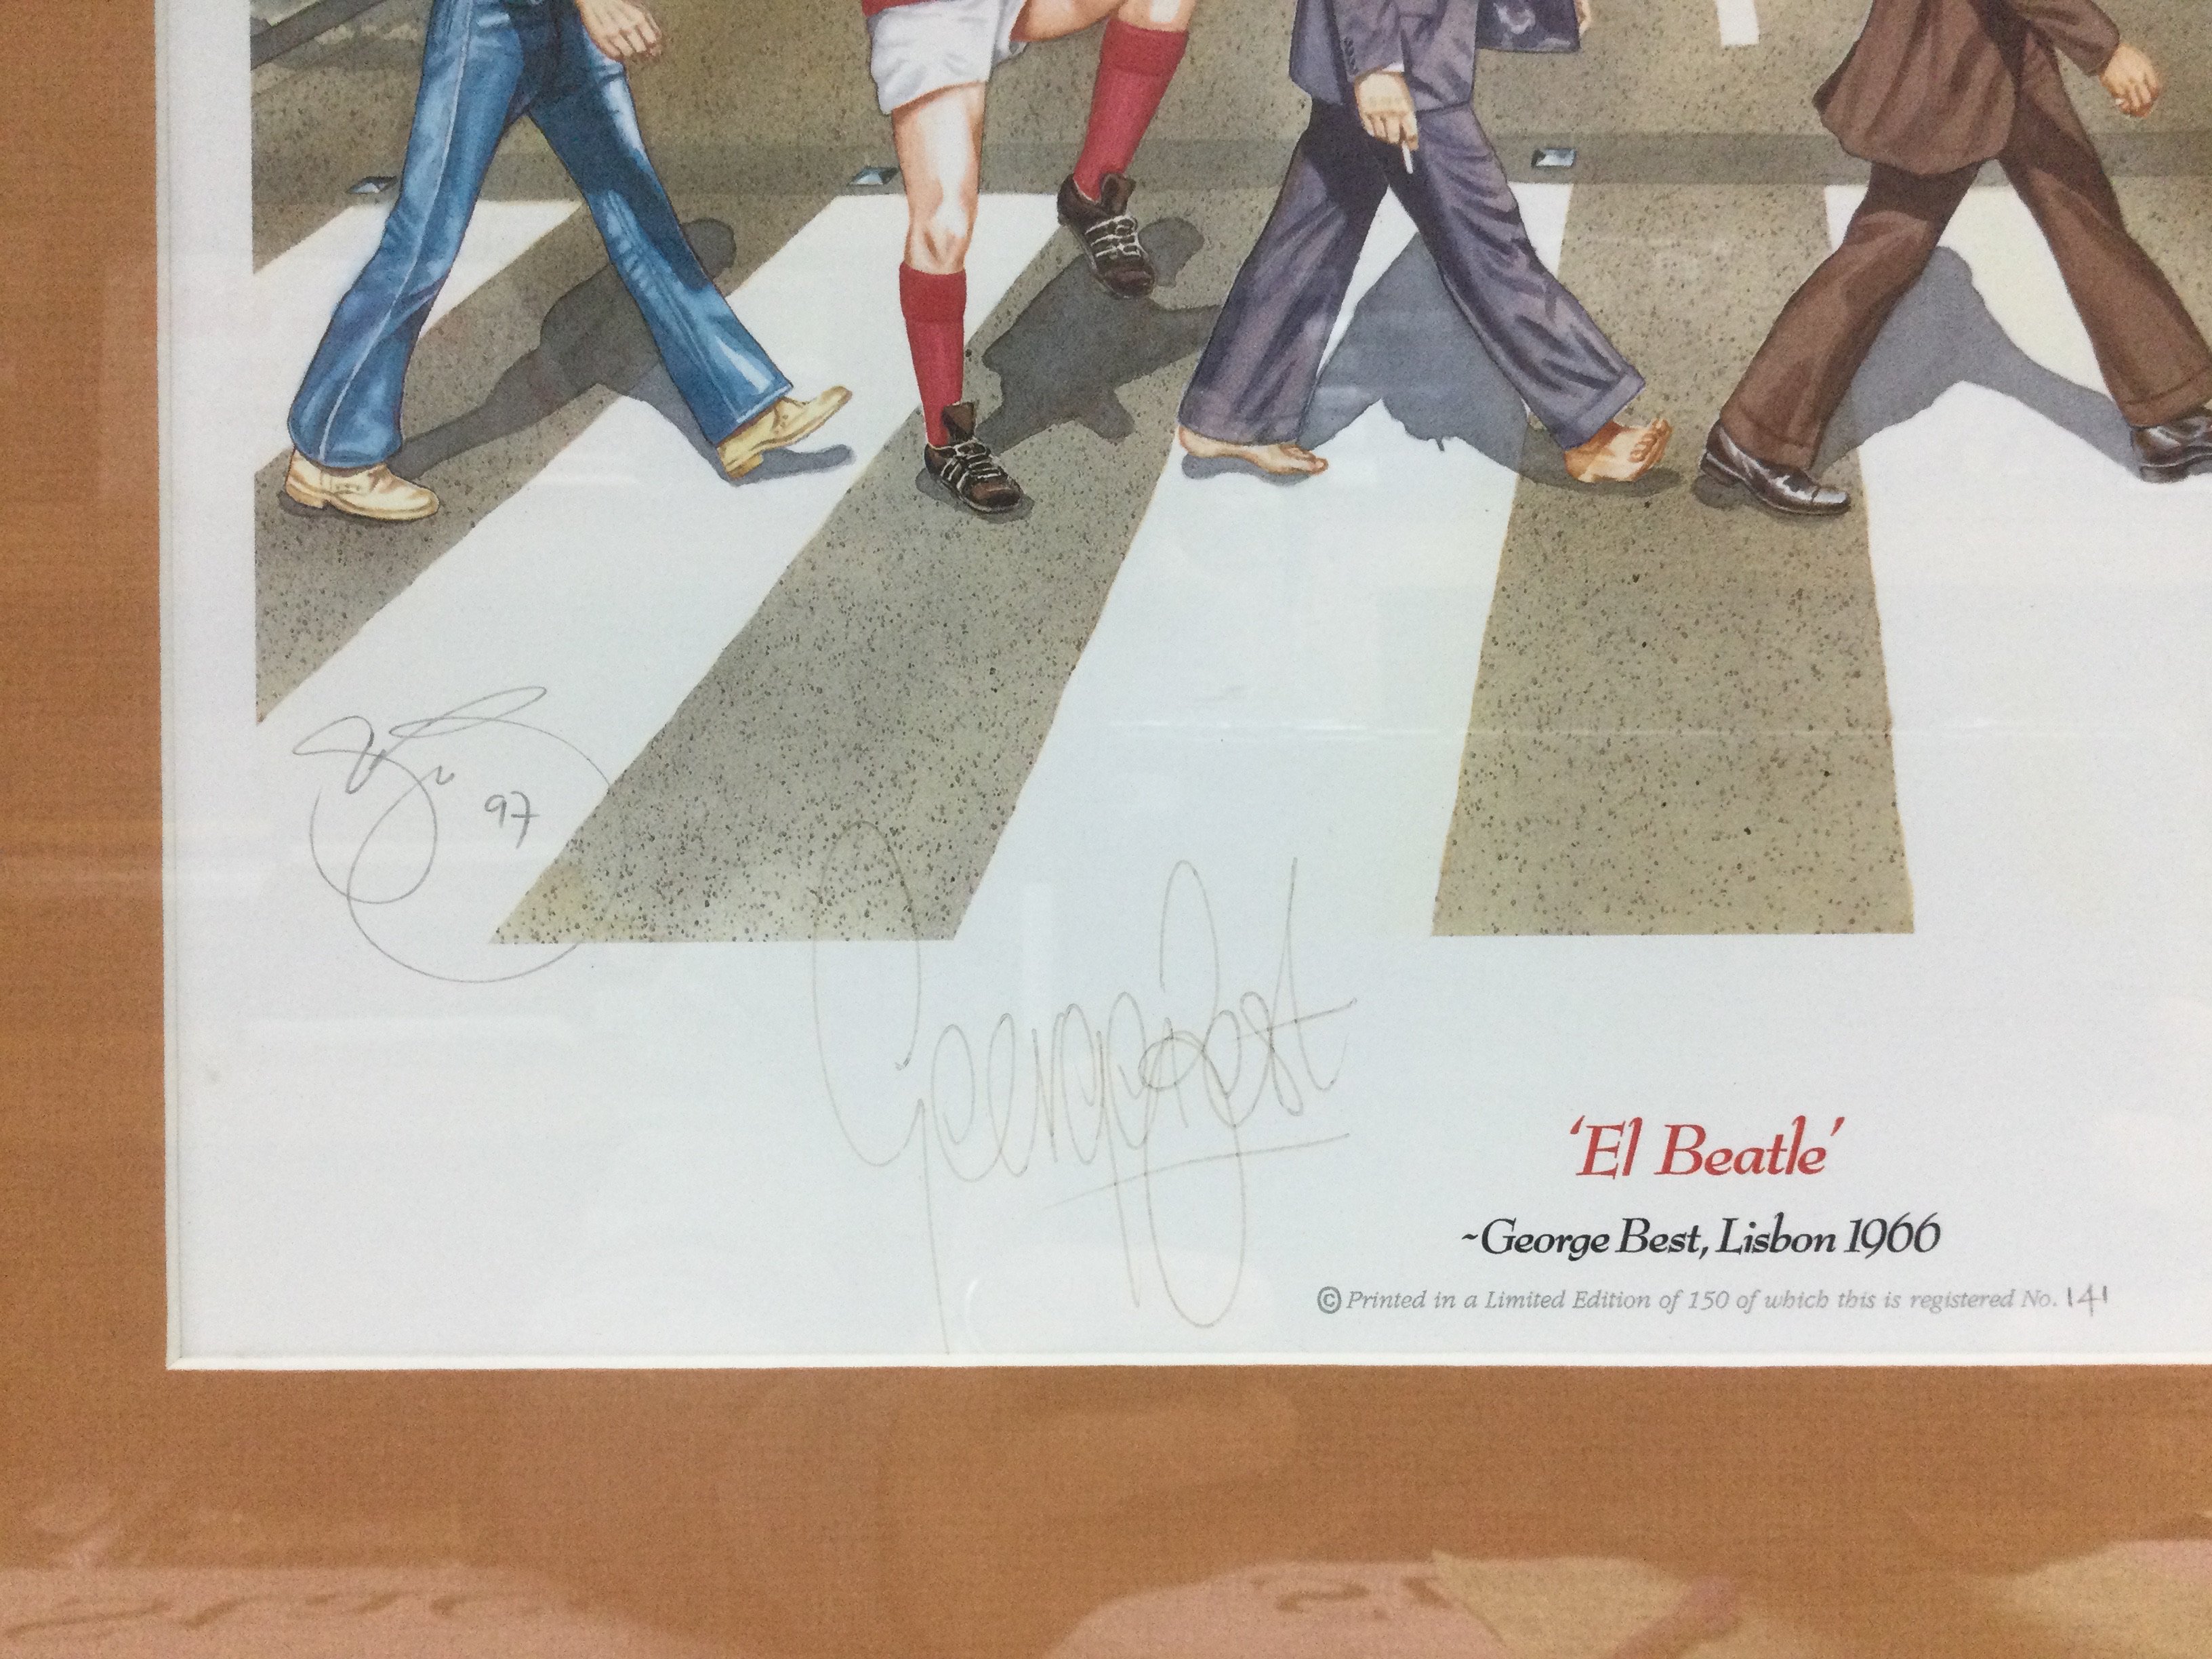 97
George Best
'El Beatle'
~George Best, Lisbon 1966
© Printed in a Limited Edition of 150 of which this is registered No. 141